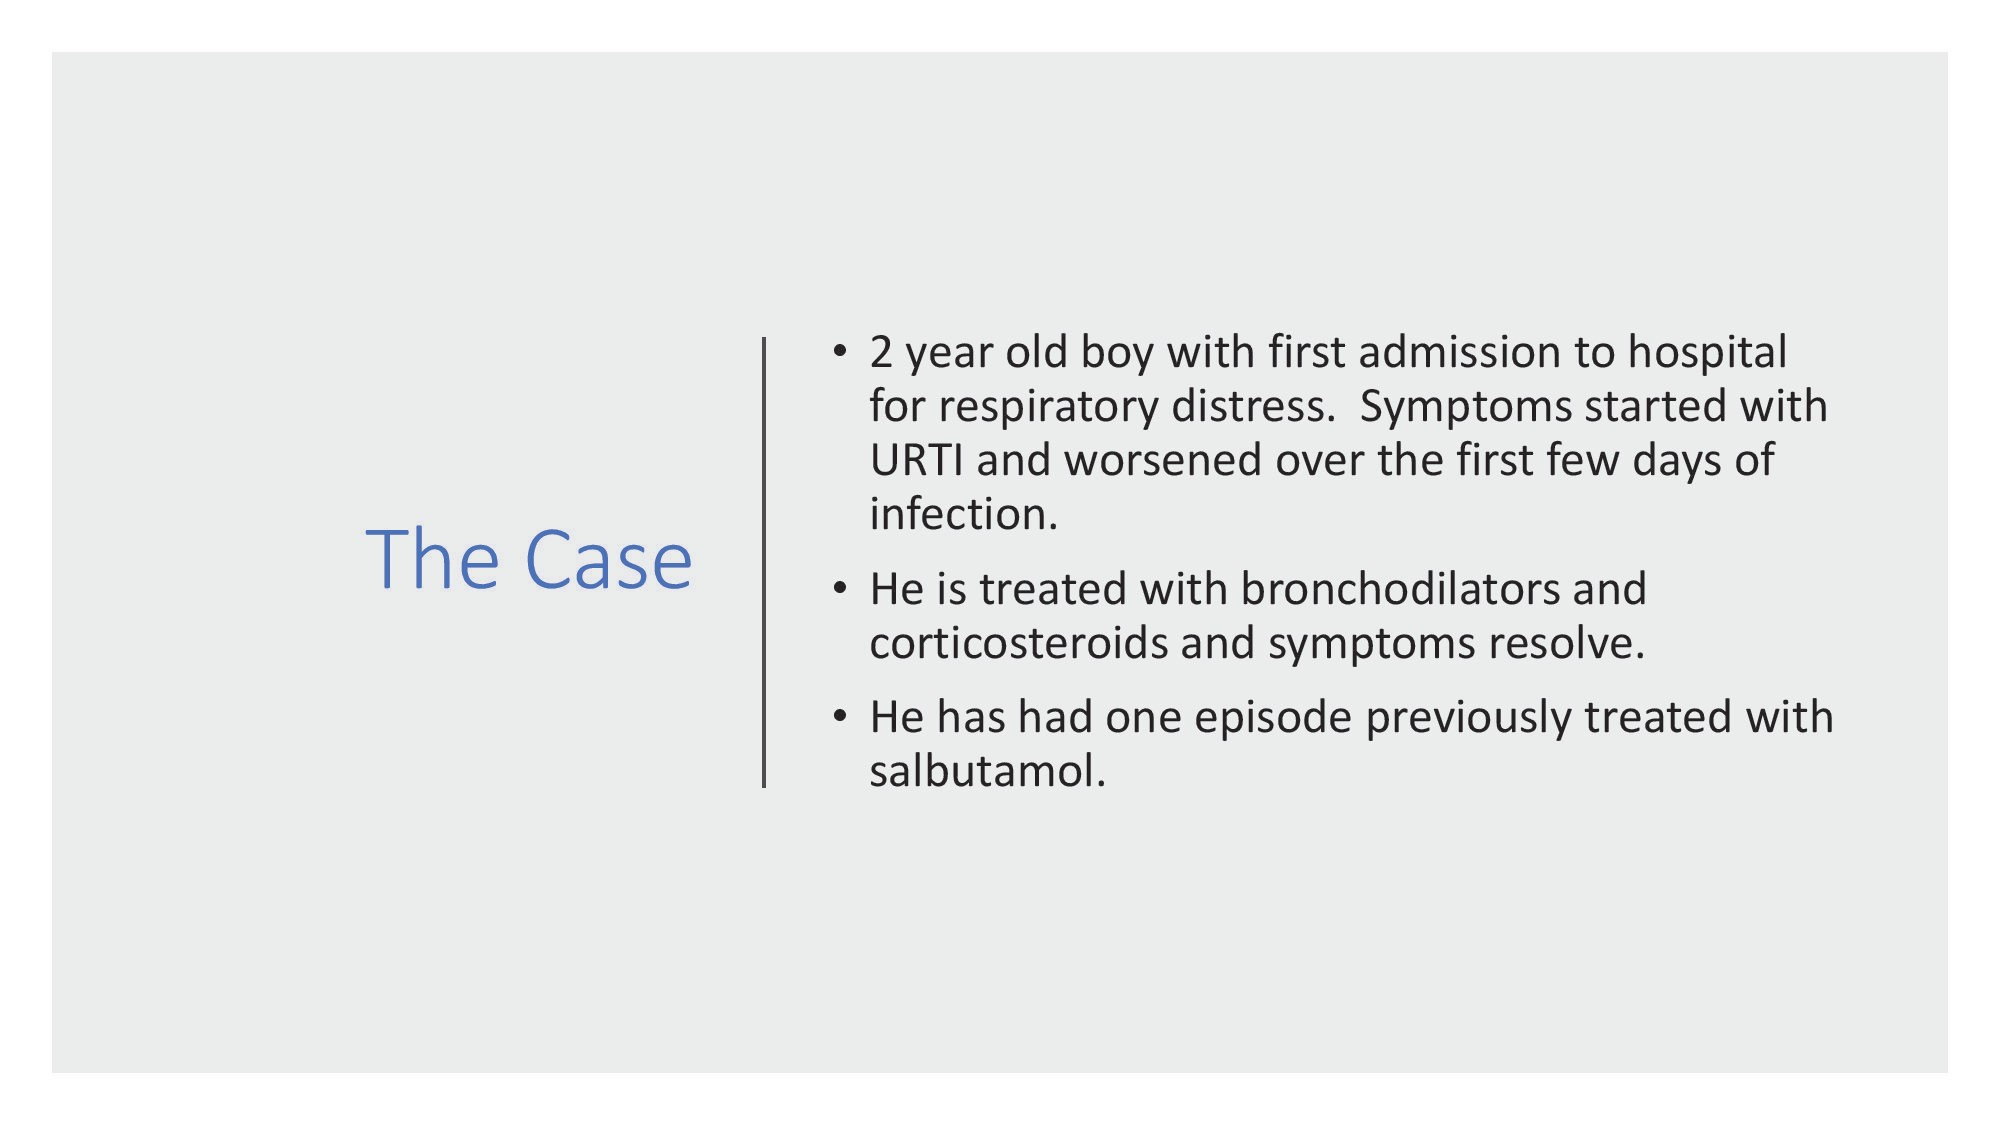 The Case
• 2 year old boy with first admission to hospital
for respiratory distress.  Symptoms started with
URTI and worsened over the first few days of
infection.
• He is treated with bronchodilators and
corticosteroids and symptoms resolve.
• He has had one episode previously treated with
salbutamol.